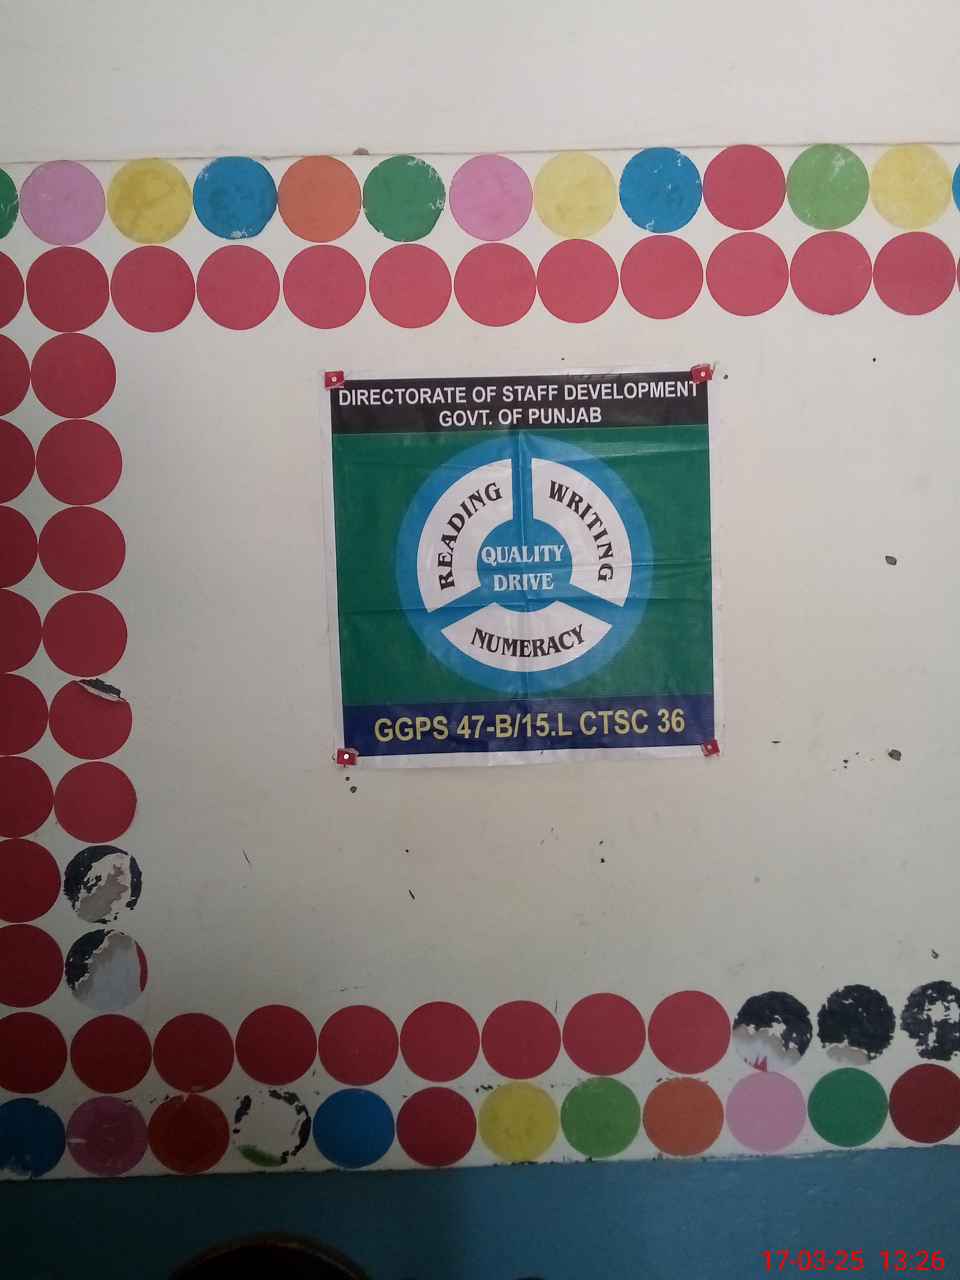 DIRECTORATE OF STAFF DEVELOPMENT
GOVT. OF PUNJAB
READING
WRITING
QUALITY
DRIVE
NUMERACY
GGPS 47-B/15.L CTSC 36
17-03-25 13:26